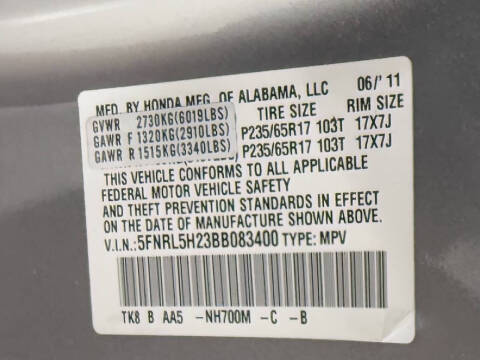 MFD. BY HONDA MFG. OF ALABAMA, LLC 06/'11
TIRE SIZE RIM SIZE
GVWR 2730KG(6019LBS)
GAWR F 1320KG(2910LBS) P235/65R17 103T 17X7J
GAWR R 1515KG(3340LBS) P235/65R17 103T 17X7J
THIS VEHICLE CONFORMS TO ALL APPLICABLE
FEDERAL MOTOR VEHICLE SAFETY
AND THEFT PREVENTION STANDARDS IN EFFECT
ON THE DATE OF MANUFACTURE SHOWN ABOVE.
V.I.N.:5FNRL5H23BB083400 TYPE: MPV
TK8 B AA5 -NH700M -C -B